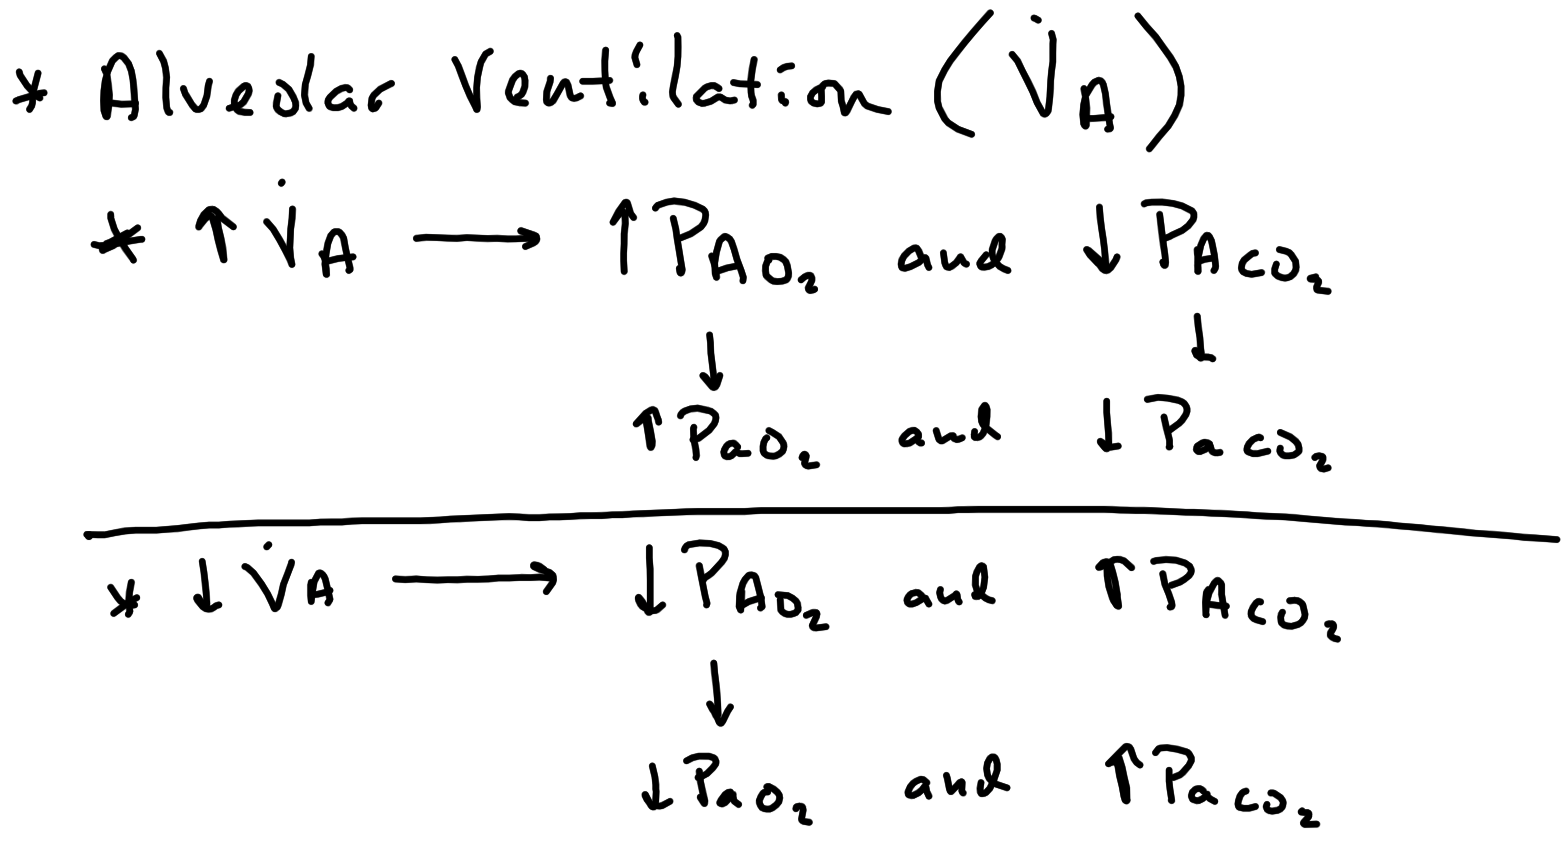 * Alveolar Ventilation (V̇A)
* ↑ V̇A → ↑ PAO₂ and ↓ PACO₂
↓ ↓
↑ PaO₂ and ↓ PaCO₂
* ↓ V̇A → ↓ PAO₂ and ↑ PACO₂
↓
↓ PaO₂ and ↑ PaCO₂